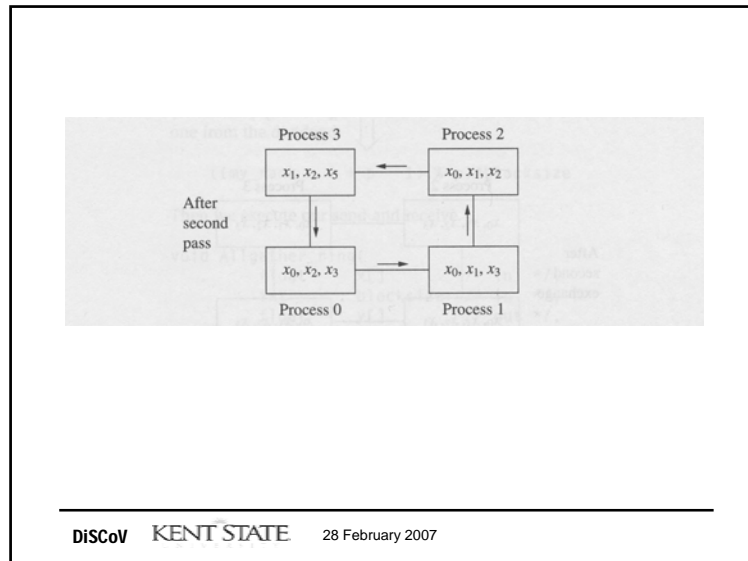 Process 3 Process 2
x₁, x₂, x₅ x₀, x₁, x₂
After
second
pass
x₀, x₂, x₃ x₀, x₁, x₃
Process 0 Process 1
DiSCoV KENT STATE 28 February 2007